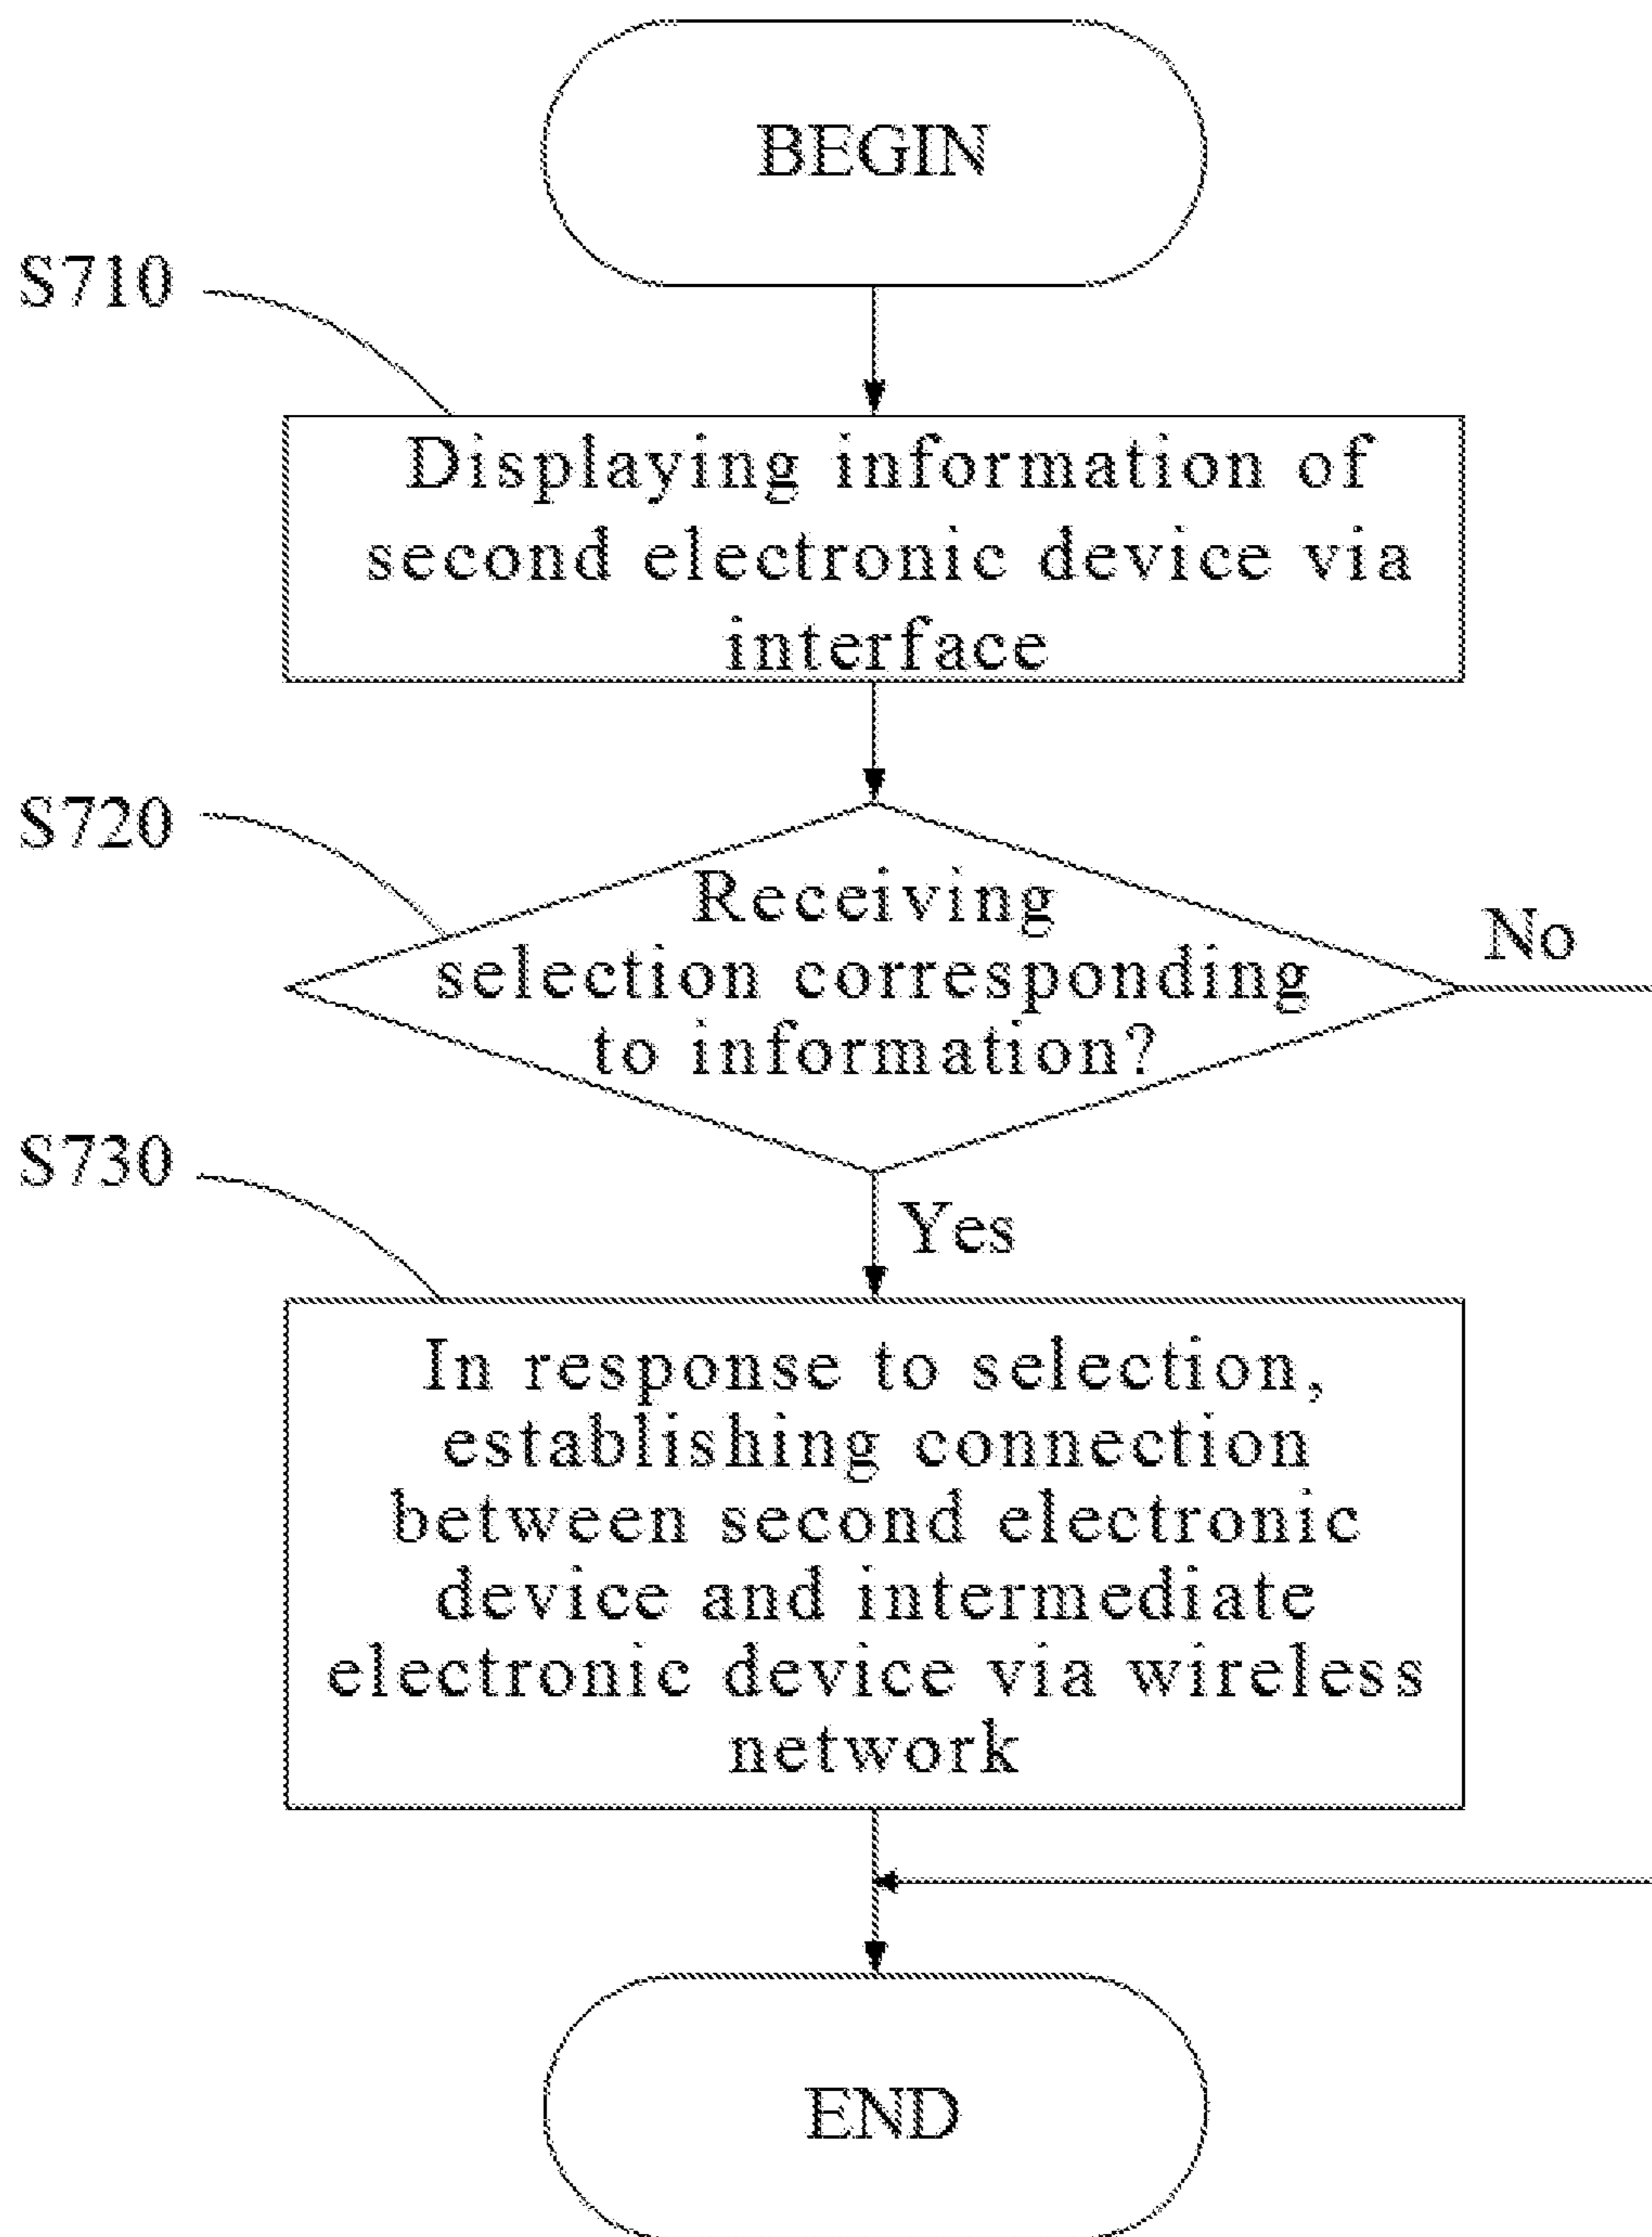 BEGIN
S710
Displaying information of
second electronic device via
interface
S720
Receiving
selection corresponding
to information?
No
S730
Yes
In response to selection,
establishing connection
between second electronic
device and intermediate
electronic device via wireless
network
END